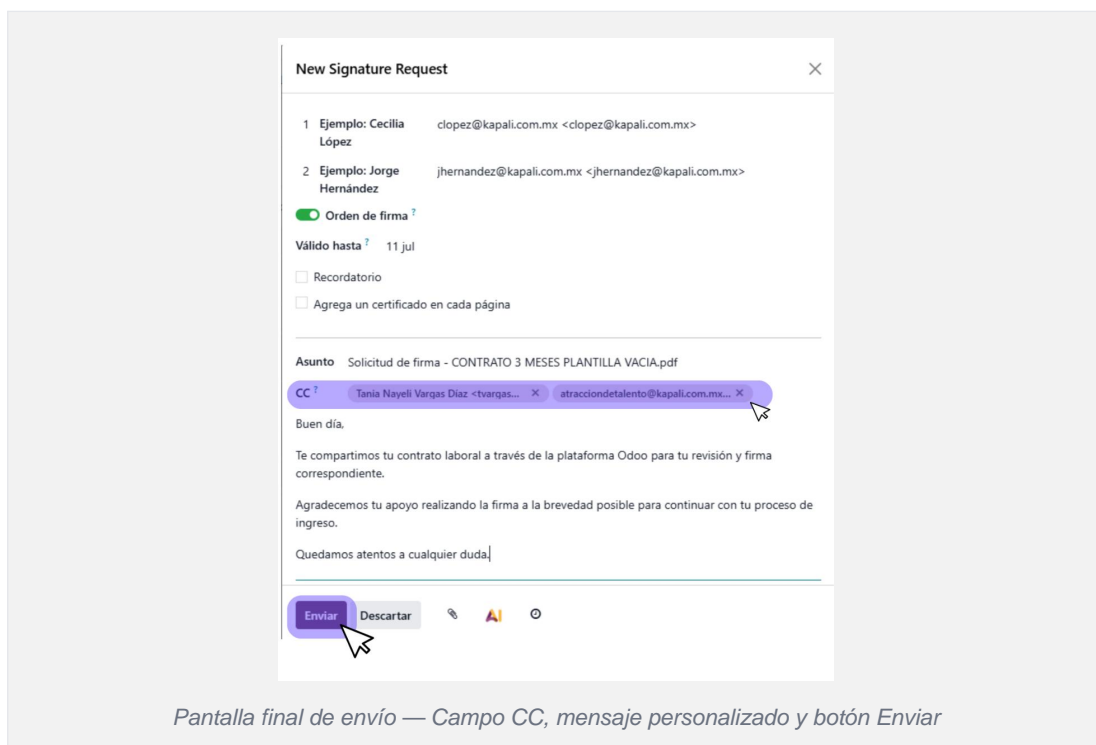 New Signature Request
1 Ejemplo: Cecilia clopez@kapali.com.mx <clopez@kapali.com.mx>
López
2 Ejemplo: Jorge jhernandez@kapali.com.mx <jhernandez@kapali.com.mx>
Hernández
Orden de firma ?
Válido hasta ? 11 jul
Recordatorio
Agrega un certificado en cada página
Asunto Solicitud de firma - CONTRATO 3 MESES PLANTILLA VACIA.pdf
CC ? Tania Nayeli Vargas Diaz <tvargas... × atracciondetalento@kapali.com.mx... ×
Buen día,
Te compartimos tu contrato laboral a través de la plataforma Odoo para tu revisión y firma
correspondiente.
Agradecemos tu apoyo realizando la firma a la brevedad posible para continuar con tu proceso de
ingreso.
Quedamos atentos a cualquier duda.
Enviar Descartar AI
Pantalla final de envío — Campo CC, mensaje personalizado y botón Enviar